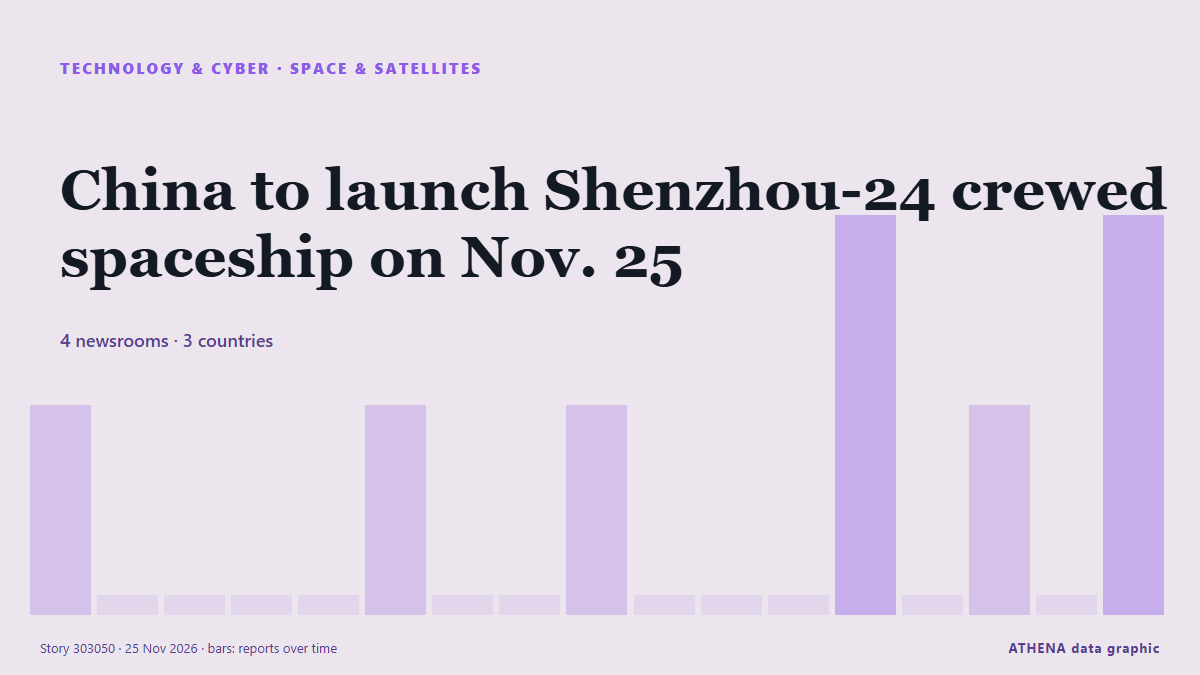 TECHNOLOGY & CYBER · SPACE & SATELLITES
China to launch Shenzhou-24 crewed
spaceship on Nov. 25
4 newsrooms · 3 countries
Story 303050 · 25 Nov 2026 · bars: reports over time
ATHENA data graphic